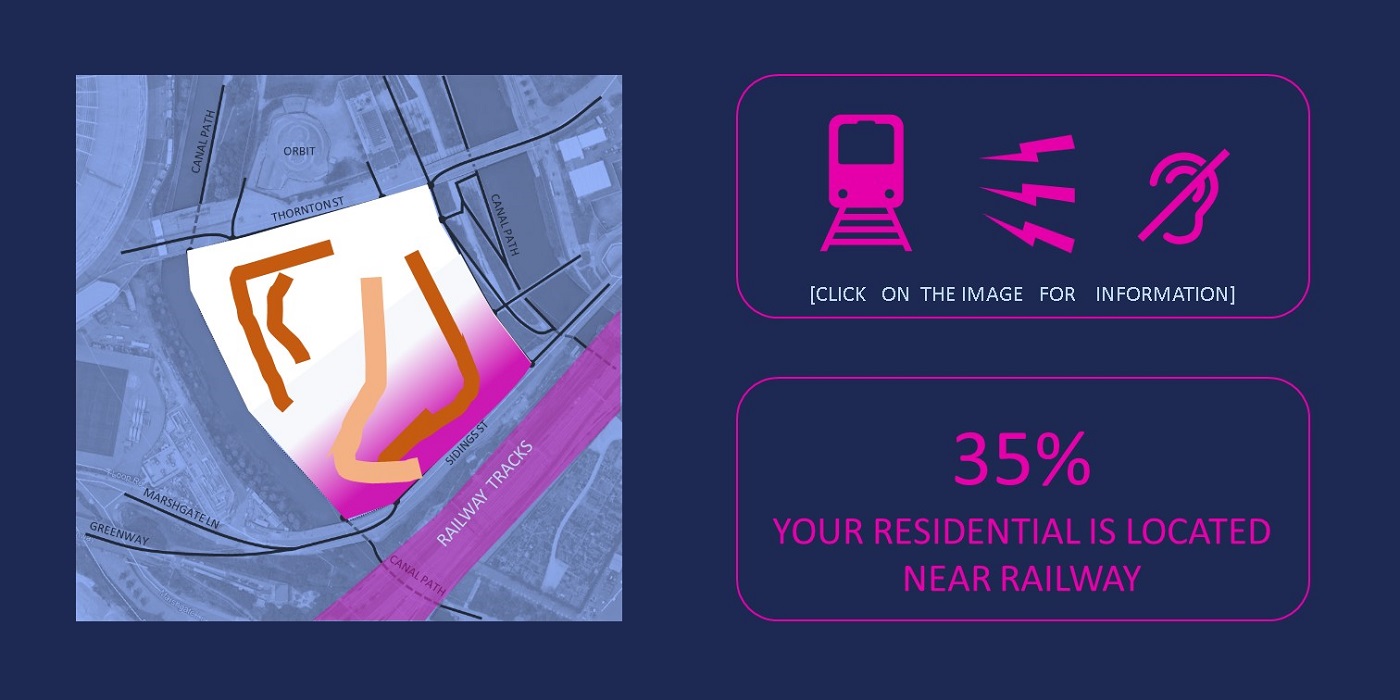 CANAL PATH
ORBIT
THORNTON ST
CANAL PATH
SIDINGS ST
RAILWAY TRACKS
MARSHGATE LN
GREENWAY
CANAL PATH
[CLICK ON THE IMAGE FOR INFORMATION]
35%
YOUR RESIDENTIAL IS LOCATED
NEAR RAILWAY